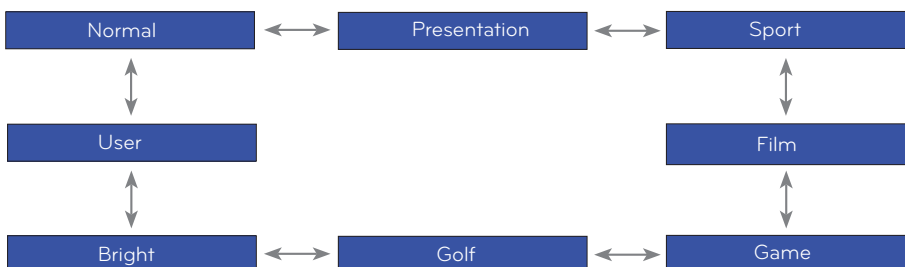 Normal
Presentation
Sport
User
Film
Bright
Golf
Game